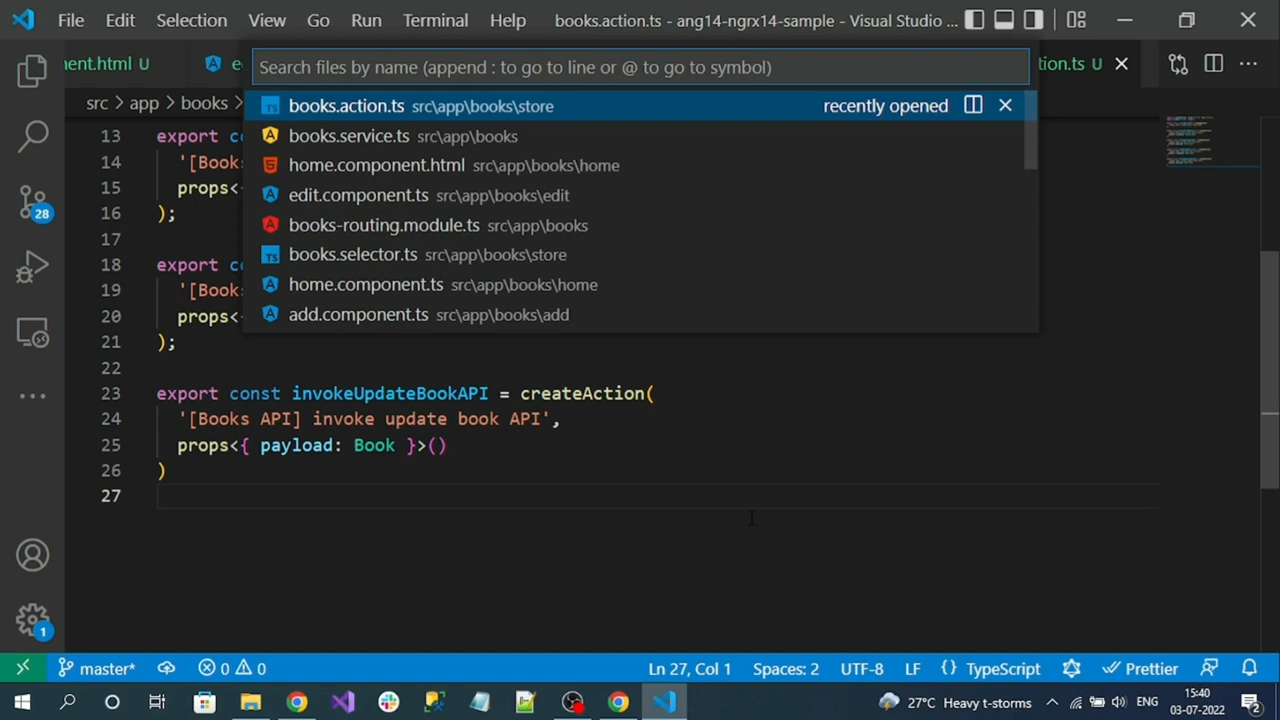 File Edit Selection View Go Run Terminal Help books.action.ts - ang14-ngrx14-sample - Visual Studio ...
nent.html U e tion.ts U
Search files by name (append : to go to line or @ to go to symbol)
src > app > books >
books.action.ts src\app\books\store recently opened
books.service.ts src\app\books
home.component.html src\app\books\home
edit.component.ts src\app\books\edit
books-routing.module.ts src\app\books
books.selector.ts src\app\books\store
home.component.ts src\app\books\home
add.component.ts src\app\books\add
13 export co
14 '[Books
15 props<
16 );
17
18 export co
19 '[Books
20 props<
21 );
22
23 export const invokeUpdateBookAPI = createAction(
24 '[Books API] invoke update book API',
25 props<{ payload: Book }>()
26 )
27
28
1
master* 0 0 Ln 27, Col 1 Spaces: 2 UTF-8 LF {} TypeScript Prettier
27°C Heavy t-storms ENG 15:40
03-07-2022 2